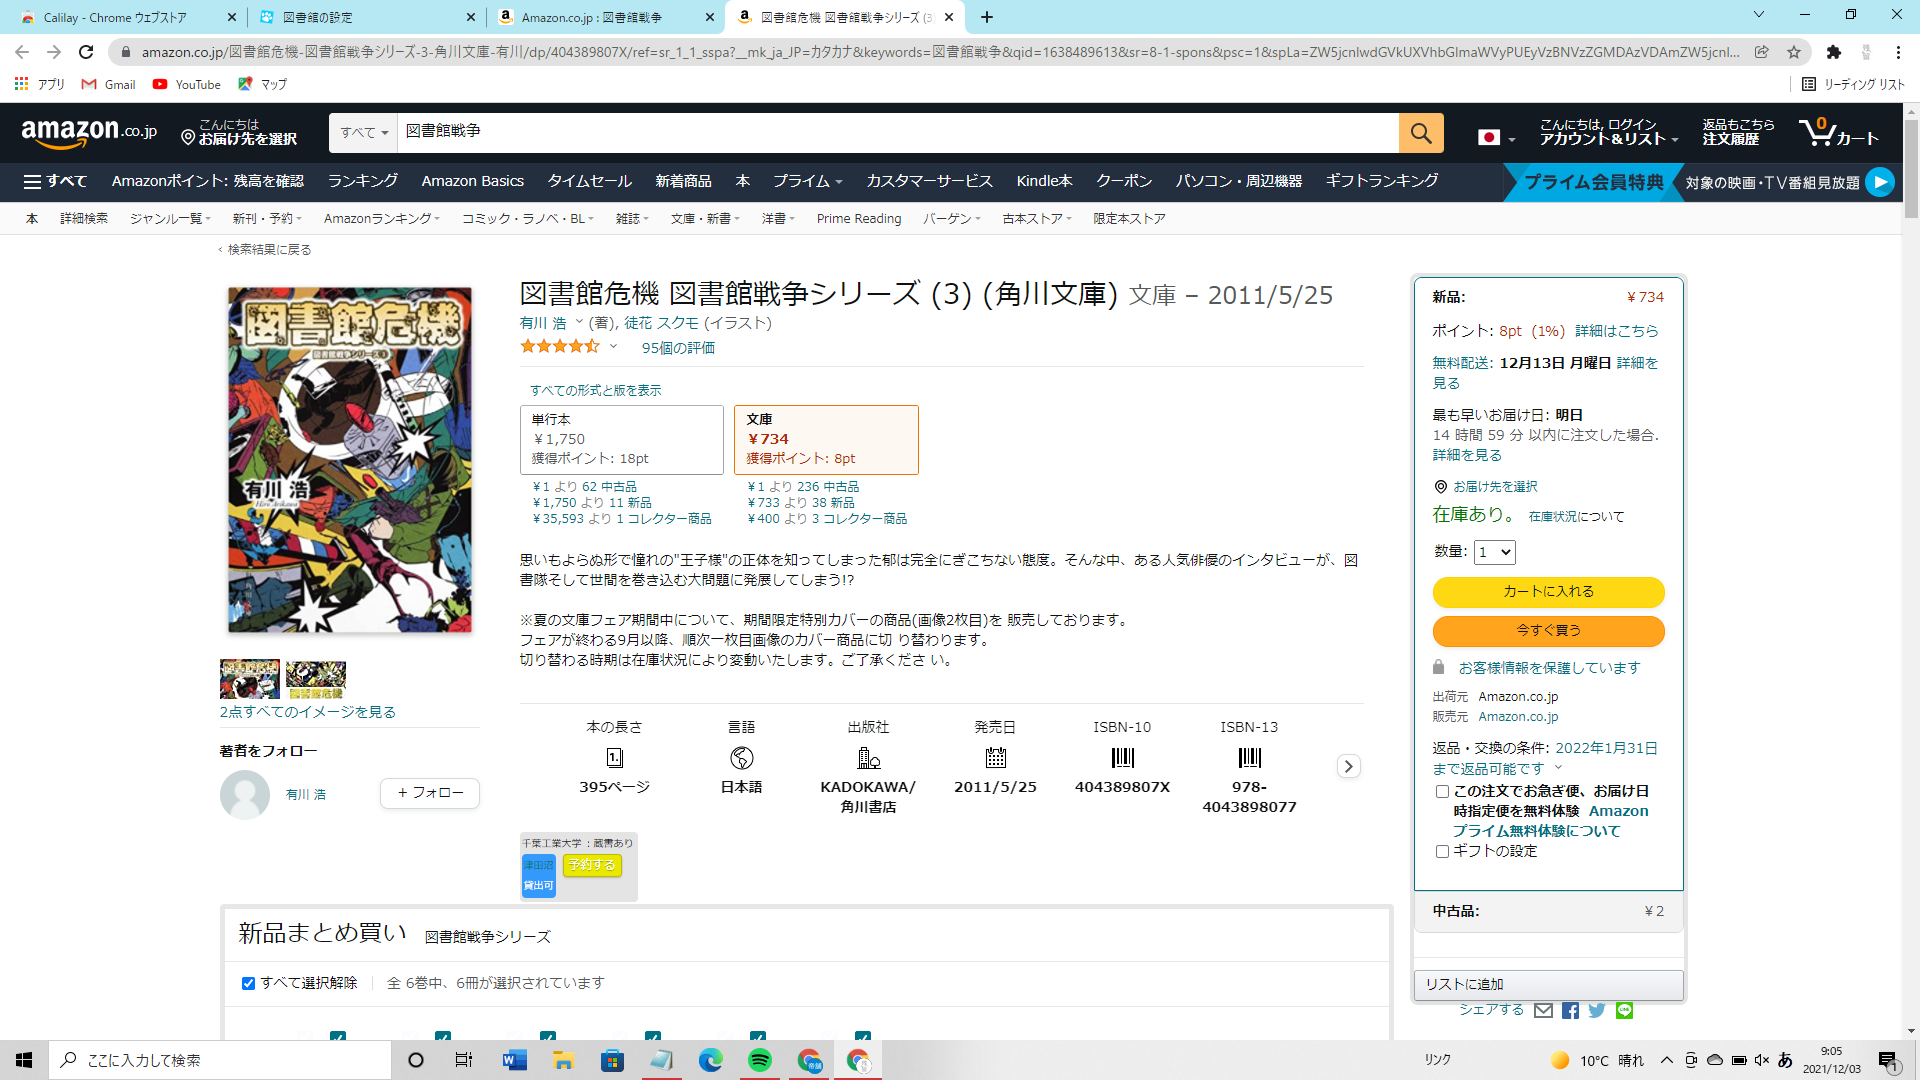 Calilay - Chrome ウェブストア
図書館の設定
Amazon.co.jp : 図書館戦争
図書館危機 図書館戦争シリーズ (3)
amazon.co.jp/図書館危機-図書館戦争シリーズ-3-角川文庫-有川/dp/404389807X/ref=sr_1_1_sspa?__mk_ja_JP=カタカナ&keywords=図書館戦争&qid=1638489613&sr=8-1-spons&psc=1&spLa=ZW5jcnlwdGVkUXVhbGlmaWVyPUEyVzBNVzZGMDAzVDAmZW5jcnl...
アプリ Gmail YouTube マップ リーディング リスト
amazon.co.jp
こんにちは
お届け先を選択
すべて
図書館戦争
こんにちは, ログイン
アカウント&リスト
返品もこちら
注文履歴
0
カート
すべて Amazonポイント: 残高を確認 ランキング Amazon Basics タイムセール 新着商品 本 プライム カスタマーサービス Kindle本 クーポン パソコン・周辺機器 ギフトランキング
プライム会員特典 対象の映画・TV番組見放題
本 詳細検索 ジャンル一覧 新刊・予約 Amazonランキング コミック・ラノベ・BL 雑誌 文庫・新書 洋書 Prime Reading バーゲン 古本ストア 限定本ストア
‹ 検索結果に戻る
図書館危機
図書館戦争シリーズ③
有川 浩
Hiro Arikawa
図書館危機
図書館危機
2点すべてのイメージを見る
著者をフォロー
有川 浩
+ フォロー
図書館危機 図書館戦争シリーズ (3) (角川文庫) 文庫 – 2011/5/25
有川 浩 (著), 徒花 スクモ (イラスト)
95個の評価
すべての形式と版を表示
単行本
￥1,750
獲得ポイント: 18pt
文庫
￥734
獲得ポイント: 8pt
￥1 より 62 中古品
￥1,750 より 11 新品
￥35,593 より 1 コレクター商品
￥1 より 236 中古品
￥733 より 38 新品
￥400 より 3 コレクター商品
思いもよらぬ形で憧れの"王子様"の正体を知ってしまった郁は完全にぎこちない態度。そんな中、ある人気俳優のインタビューが、図
書隊そして世間を巻き込む大問題に発展してしまう!?
※夏の文庫フェア期間中について、期間限定特別カバーの商品(画像2枚目)を 販売しております。
フェアが終わる9月以降、順次一枚目画像のカバー商品に切 り替わります。
切り替わる時期は在庫状況により変動いたします。ご了承くださ い。
本の長さ
1.
395ページ
言語
日本語
出版社
KADOKAWA/
角川書店
発売日
2011/5/25
ISBN-10
404389807X
ISBN-13
978-
4043898077
千葉工業大学 : 蔵書あり
津田沼
貸出可
予約する
新品まとめ買い 図書館戦争シリーズ
すべて選択解除 全 6巻中、6冊が選択されています
新品: ￥734
ポイント: 8pt (1%) 詳細はこちら
無料配送: 12月13日 月曜日 詳細を
見る
最も早いお届け日: 明日
14 時間 59 分 以内に注文した場合.
詳細を見る
お届け先を選択
在庫あり。 在庫状況について
数量: 1
カートに入れる
今すぐ買う
お客様情報を保護しています
出荷元 Amazon.co.jp
販売元 Amazon.co.jp
返品・交換の条件: 2022年1月31日
まで返品可能です
この注文でお急ぎ便、お届け日
時指定便を無料体験 Amazon
プライム無料体験について
ギフトの設定
中古品: ￥2
リストに追加
シェアする
ここに入力して検索
リンク
10°C 晴れ
あ
9:05
2021/12/03
1